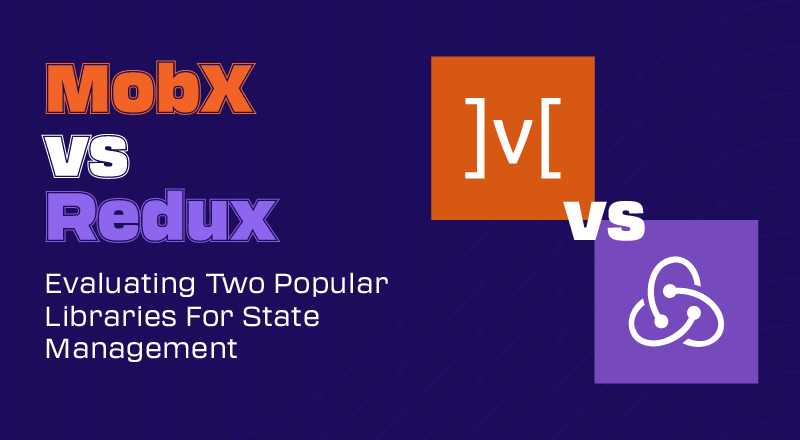 MobX
vs
Redux
Evaluating Two Popular
Libraries For State
Management
]v[
vs